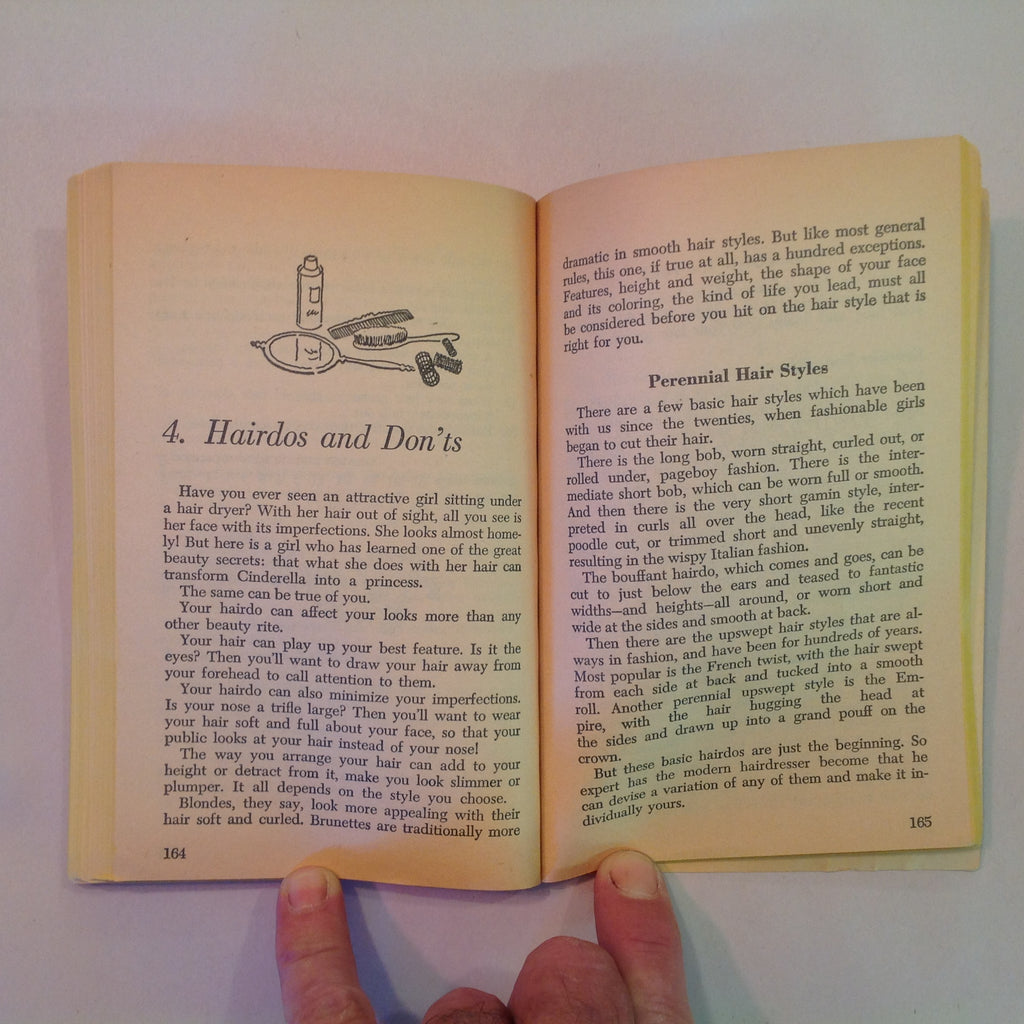 4. Hairdos and Don'ts
Have you ever seen an attractive girl sitting under
a hair dryer? With her hair out of sight, all you see is
her face with its imperfections. She looks almost home-
ly! But here is a girl who has learned one of the great
beauty secrets: that what she does with her hair can
transform Cinderella into a princess.
The same can be true of you.
Your hairdo can affect your looks more than any
other beauty rite.
Your hair can play up your best feature. Is it the
eyes? Then you'll want to draw your hair away from
your forehead to call attention to them.
Your hairdo can also minimize your imperfections.
Is your nose a trifle large? Then you'll want to wear
your hair soft and full about your face, so that your
public looks at your hair instead of your nose!
The way you arrange your hair can add to your
height or detract from it, make you look slimmer or
plumper. It all depends on the style you choose.
Blondes, they say, look more appealing with their
hair soft and curled. Brunettes are traditionally more
164
dramatic in smooth hair styles. But like most general
rules, this one, if true at all, has a hundred exceptions.
Features, height and weight, the shape of your face
and its coloring, the kind of life you lead, must all
be considered before you hit on the hair style that is
right for you.
Perennial Hair Styles
There are a few basic hair styles which have been
with us since the twenties, when fashionable girls
began to cut their hair.
There is the long bob, worn straight, curled out, or
rolled under, pageboy fashion. There is the inter-
mediate short bob, which can be worn full or smooth.
And then there is the very short gamin style, inter-
preted in curls all over the head, like the recent
poodle cut, or trimmed short and unevenly straight,
resulting in the wispy Italian fashion.
The bouffant hairdo, which comes and goes, can be
cut to just below the ears and teased to fantastic
widths—and heights—all around, or worn short and
wide at the sides and smooth at back.
Then there are the upswept hair styles that are al-
ways in fashion, and have been for hundreds of years.
Most popular is the French twist, with the hair swept
from each side at back and tucked into a smooth
roll. Another perennial upswept style is the Em-
pire, with the hair hugging the head at
the sides and drawn up into a grand pouff on the
crown.
But these basic hairdos are just the beginning. So
expert has the modern hairdresser become that he
can devise a variation of any of them and make it in-
dividually yours.
165